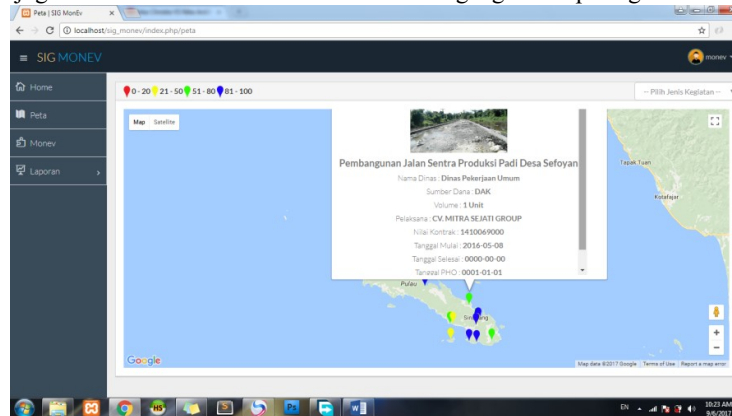 Peta | SIG MonEv
localhost/sig_monev/index.php/peta
SIG MONEV
monev
Home
Peta
Monev
Laporan
0 - 20 21 - 50 51 - 80 81 - 100
-- Pilih Jenis Kegiatan --
Map Satellite
Pembangunan Jalan Sentra Produksi Padi Desa Sefoyan
Nama Dinas : Dinas Pekerjaan Umum
Sumber Dana : DAK
Volume : 1 Unit
Pelaksana : CV. MITRA SEJATI GROUP
Nilai Kontrak : 1410069000
Tanggal Mulai : 2016-05-08
Tanggal Selesai : 0000-00-00
Tanggal PHO : 0001-01-01
Tapak Tuan
Kutafajar
Pulau
Google
Map data ©2017 Google Terms of Use Report a map error
EN
10:23 AM
9/6/2017